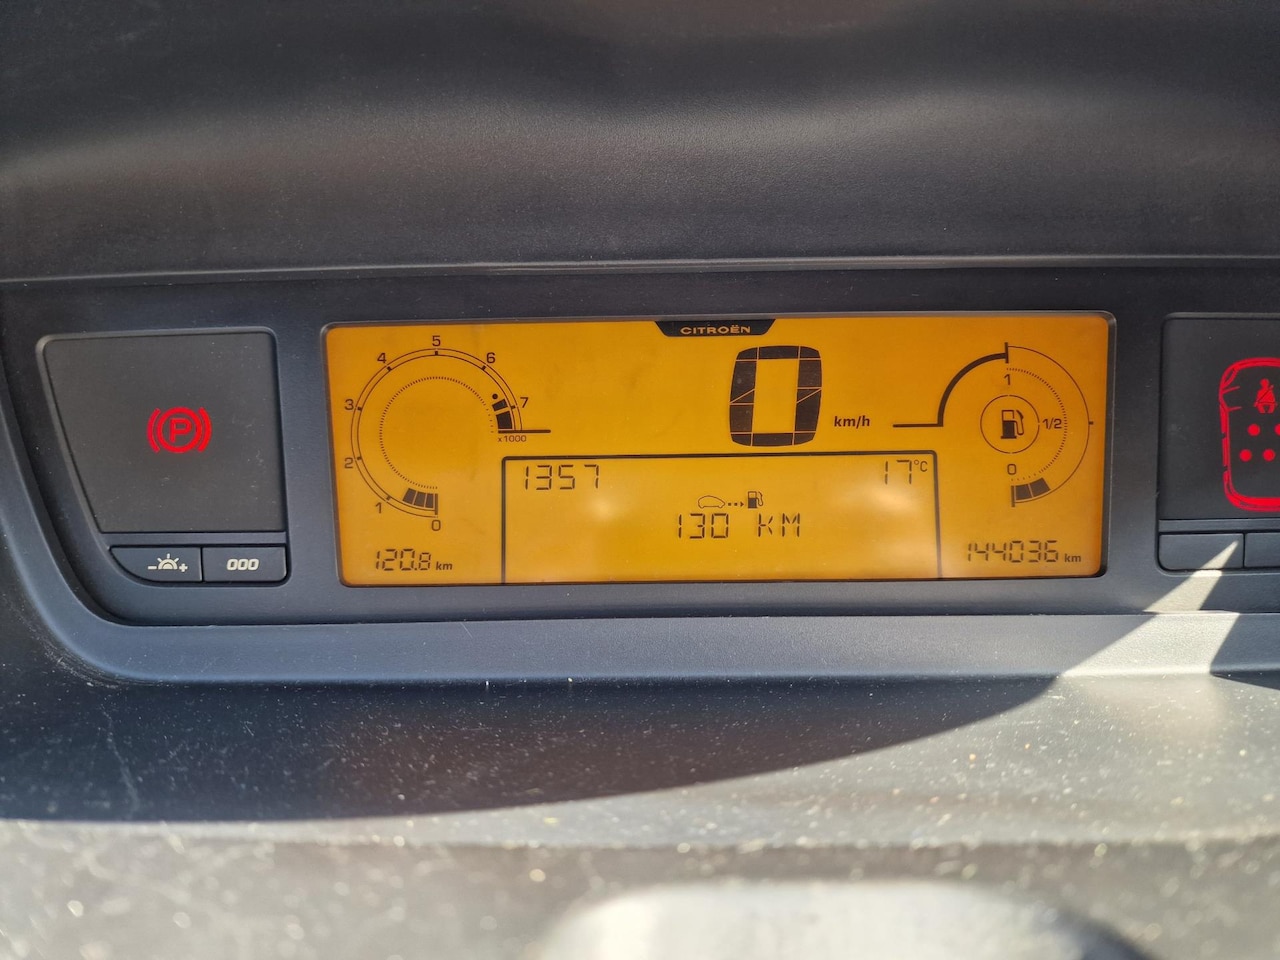 CITROËN
0 km/h
1 2 3 4 5 6 7
x1000
0
1
1/2
0
P
1357 17°C
130 KM
120.8 km
144036 km
- +
000